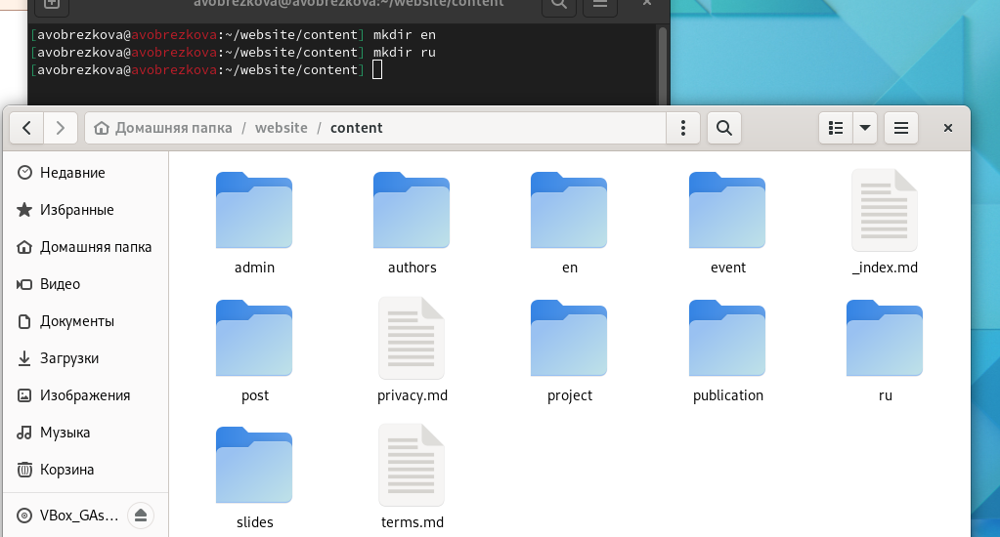 avobrezkova@avobrezkova:~/website/content
[avobrezkova@avobrezkova:~/website/content] mkdir en
[avobrezkova@avobrezkova:~/website/content] mkdir ru
[avobrezkova@avobrezkova:~/website/content]
Домашняя папка / website / content
Недавние
Избранные
Домашняя папка
Видео
Документы
Загрузки
Изображения
Музыка
Корзина
VBox_GAs…
admin authors en event _index.md
post privacy.md project publication ru
slides terms.md